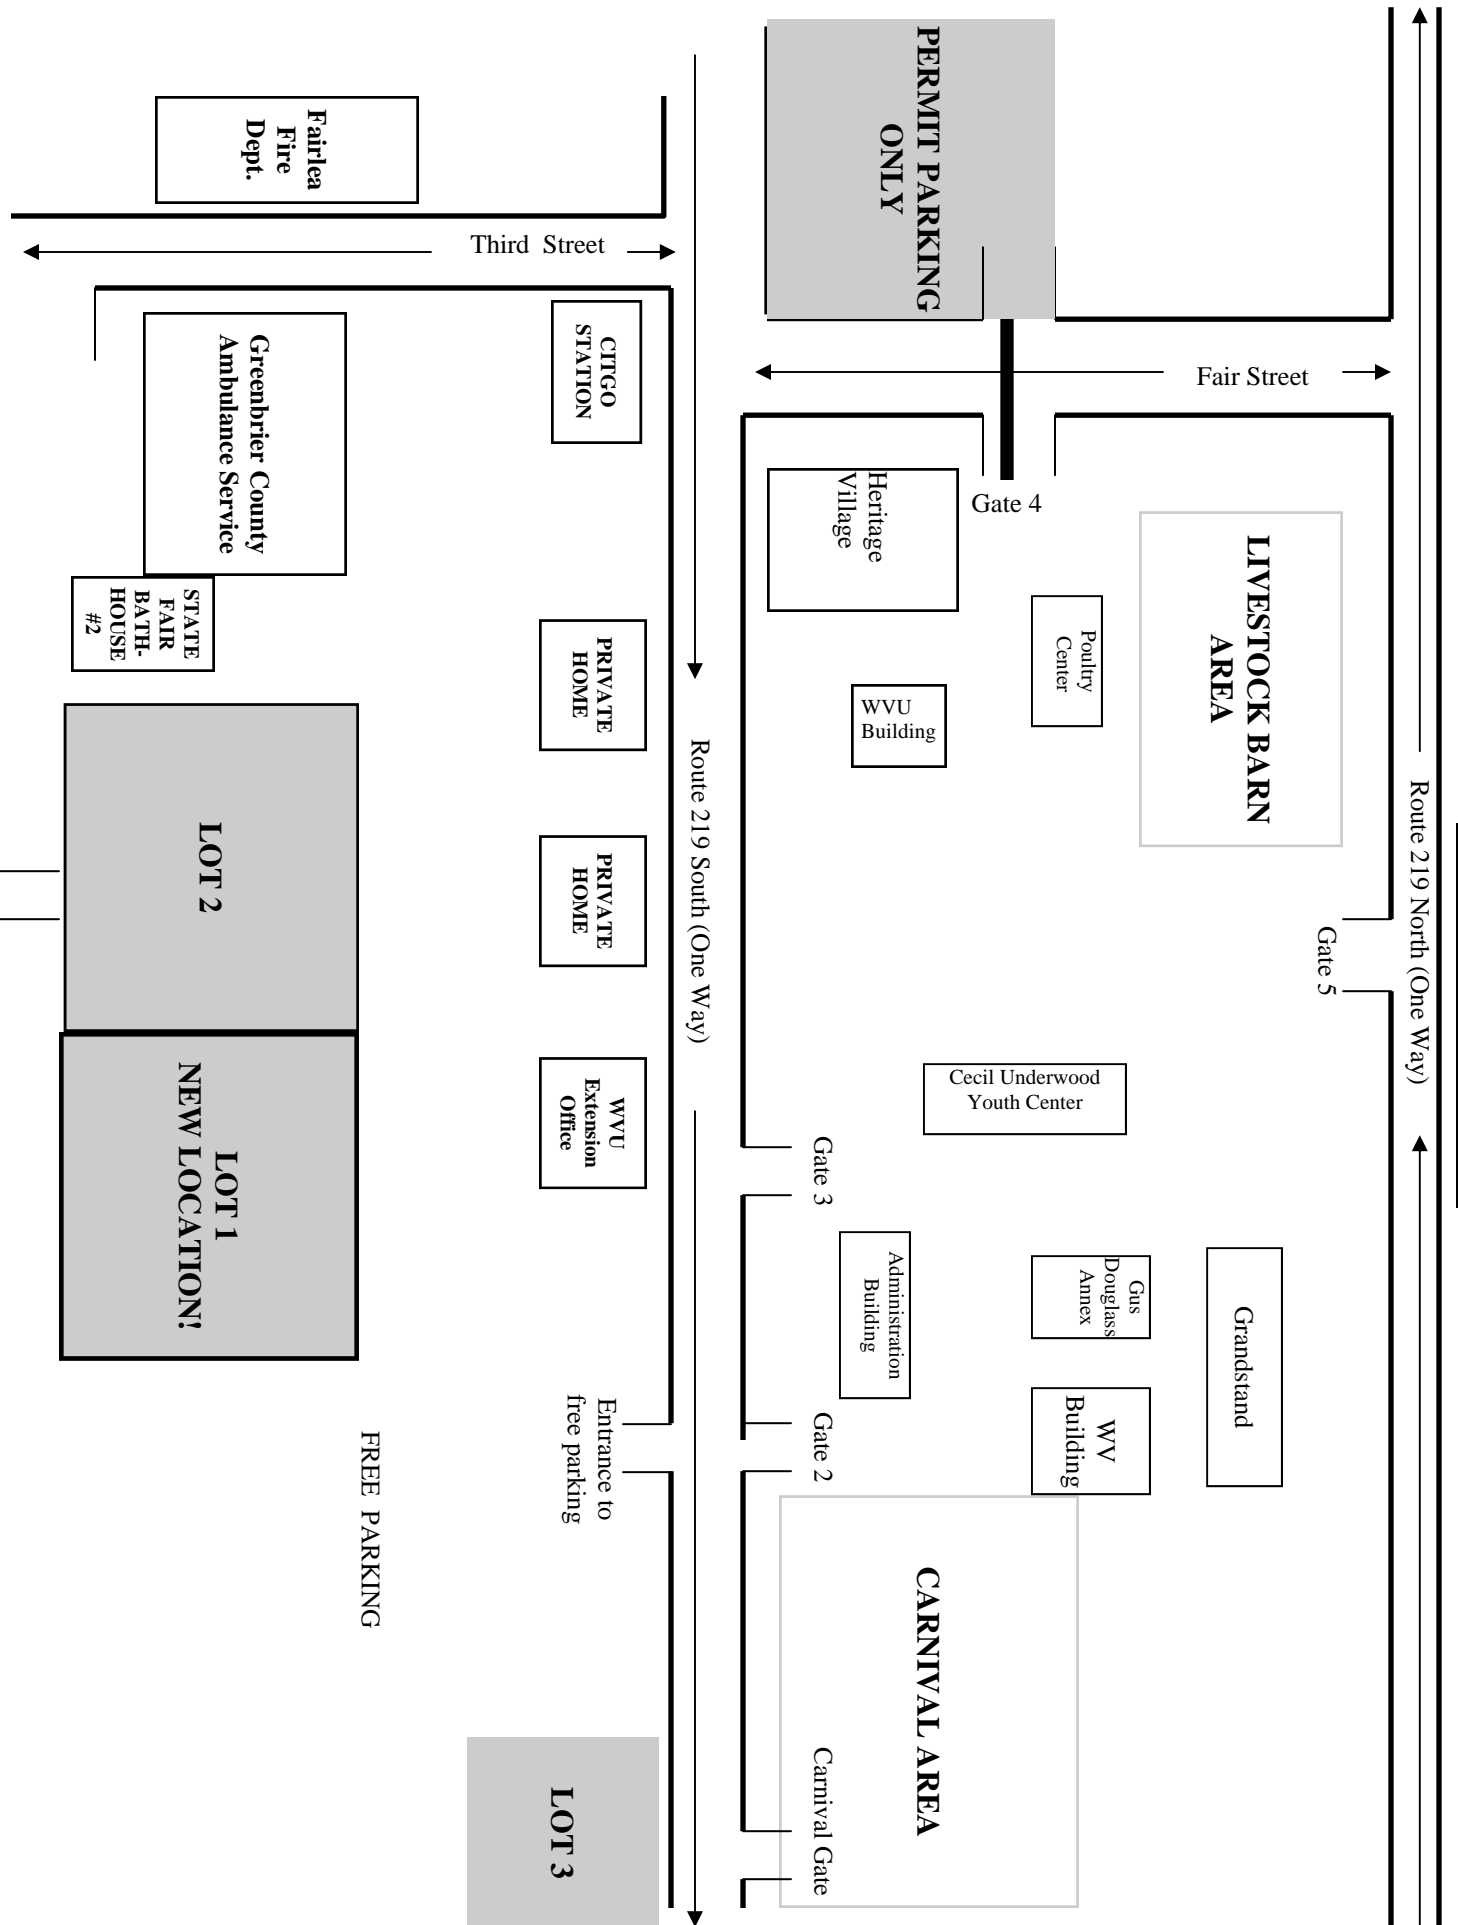 PERMIT PARKING
ONLY
Fairlea
Fire
Dept.
Third  Street
Fair Street
CITGO
STATION
Greenbrier County
Ambulance Service
STATE
FAIR
BATH-
HOUSE
#2
Heritage
Village
Gate 4
LIVESTOCK BARN
AREA
Poultry
Center
WVU
Building
PRIVATE
HOME
PRIVATE
HOME
WVU
Extension
Office
Route 219 South (One Way)
Route 219 North (One Way)
Gate 5
LOT 2
LOT 1
NEW LOCATION!
Cecil Underwood
Youth Center
Gate 3
Administration
Building
Gus
Douglass
Annex
Grandstand
WV
Building
Gate 2
Entrance to
free parking
FREE  PARKING
CARNIVAL AREA
Carnival Gate
LOT 3